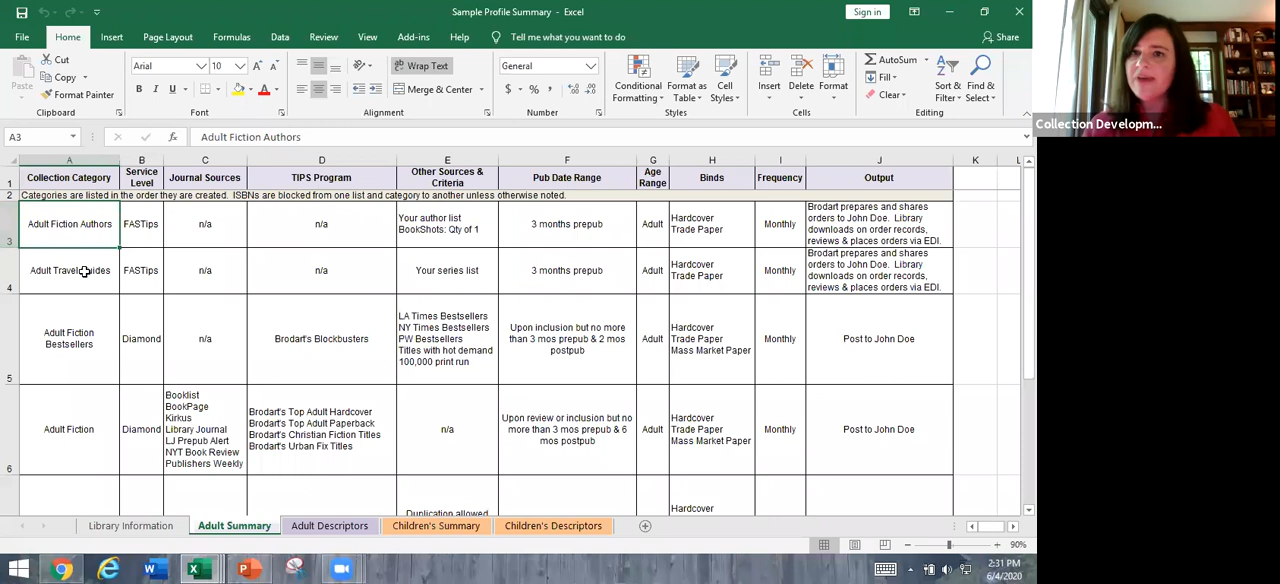 Sample Profile Summary - Excel
Sign in
File Home Insert Page Layout Formulas Data Review View Add-ins Help Tell me what you want to do Share
Paste
Cut
Copy
Format Painter
Clipboard
Arial 10
B I U A
Font
Wrap Text
Merge & Center
Alignment
General
$ % ,
Number
Conditional Formatting
Format as Table
Cell Styles
Styles
Insert Delete Format
Cells
AutoSum
Fill
Clear
Sort & Filter
Find & Select
Editing
Collection Developm...
A3 fx Adult Fiction Authors
A B C D E F G H I J K L
1 Collection Category Service Level Journal Sources TIPS Program Other Sources & Criteria Pub Date Range Age Range Binds Frequency Output
2 Categories are listed in the order they are created. ISBNs are blocked from one list and category to another unless otherwise noted.
3 Adult Fiction Authors FASTips n/a n/a
Your author list
BookShots: Qty of 1
3 months prepub Adult
Hardcover
Trade Paper
Monthly
Brodart prepares and shares
orders to John Doe. Library
downloads on order records,
reviews & places orders via EDI.
4 Adult Travel Guides FASTips n/a n/a Your series list 3 months prepub Adult
Hardcover
Trade Paper
Monthly
Brodart prepares and shares
orders to John Doe. Library
downloads on order records,
reviews & places orders via EDI.
5 Adult Fiction
Bestsellers
Diamond n/a Brodart's Blockbusters
LA Times Bestsellers
NY Times Bestsellers
PW Bestsellers
Titles with hot demand
100,000 print run
Upon inclusion but no more
than 3 mos prepub & 2 mos
postpub
Adult
Hardcover
Trade Paper
Mass Market Paper
Monthly Post to John Doe
6 Adult Fiction Diamond
Booklist
BookPage
Kirkus
Library Journal
LJ Prepub Alert
NYT Book Review
Publishers Weekly
Brodart's Top Adult Hardcover
Brodart's Top Adult Paperback
Brodart's Christian Fiction Titles
Brodart's Urban Fix Titles
n/a
Upon review or inclusion but no
more than 3 mos prepub & 6
mos postpub
Adult
Hardcover
Trade Paper
Mass Market Paper
Monthly Post to John Doe
Duplication allowed
Hardcover
Library Information Adult Summary Adult Descriptors Children's Summary Children's Descriptors
90%
2:31 PM
6/4/2020